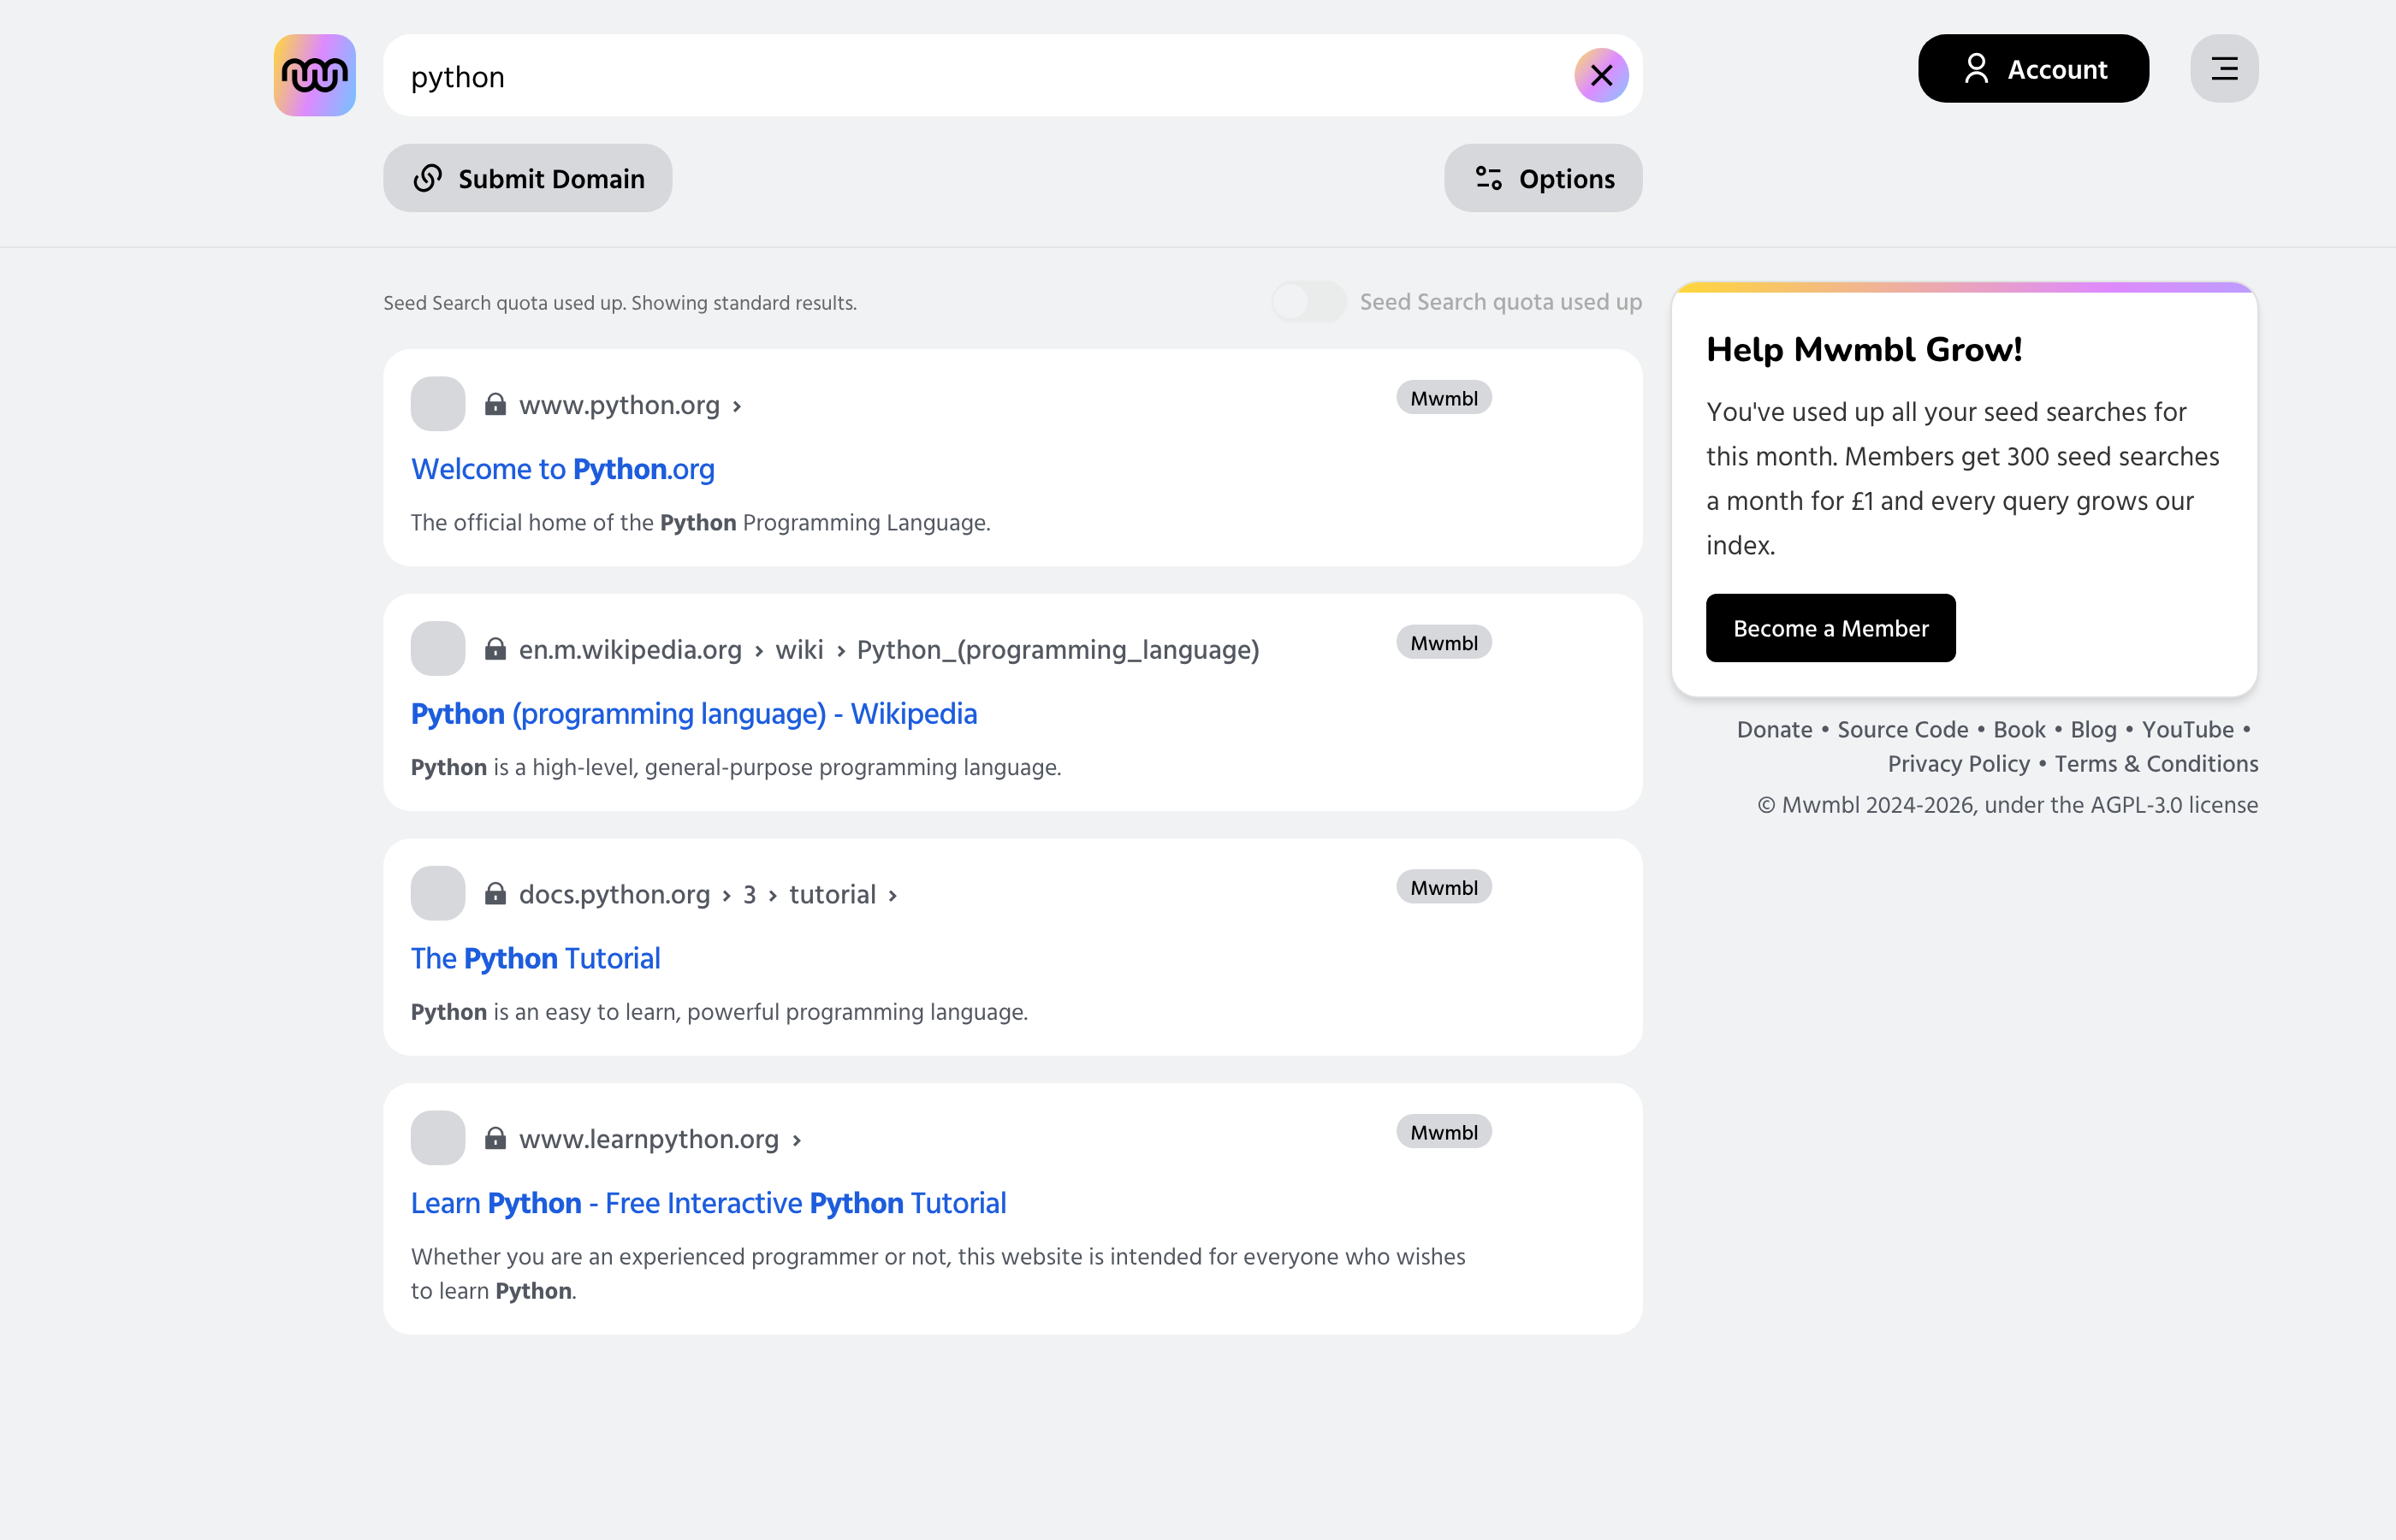 python
Account
Submit Domain
Options
Seed Search quota used up. Showing standard results.
Seed Search quota used up
www.python.org ›
Mwmbl
Welcome to Python.org
The official home of the Python Programming Language.
en.m.wikipedia.org › wiki › Python_(programming_language)
Mwmbl
Python (programming language) - Wikipedia
Python is a high-level, general-purpose programming language.
docs.python.org › 3 › tutorial ›
Mwmbl
The Python Tutorial
Python is an easy to learn, powerful programming language.
www.learnpython.org ›
Mwmbl
Learn Python - Free Interactive Python Tutorial
Whether you are an experienced programmer or not, this website is intended for everyone who wishes
to learn Python.
Help Mwmbl Grow!
You've used up all your seed searches for
this month. Members get 300 seed searches
a month for £1 and every query grows our
index.
Become a Member
Donate • Source Code • Book • Blog • YouTube •
Privacy Policy • Terms & Conditions
© Mwmbl 2024-2026, under the AGPL-3.0 license